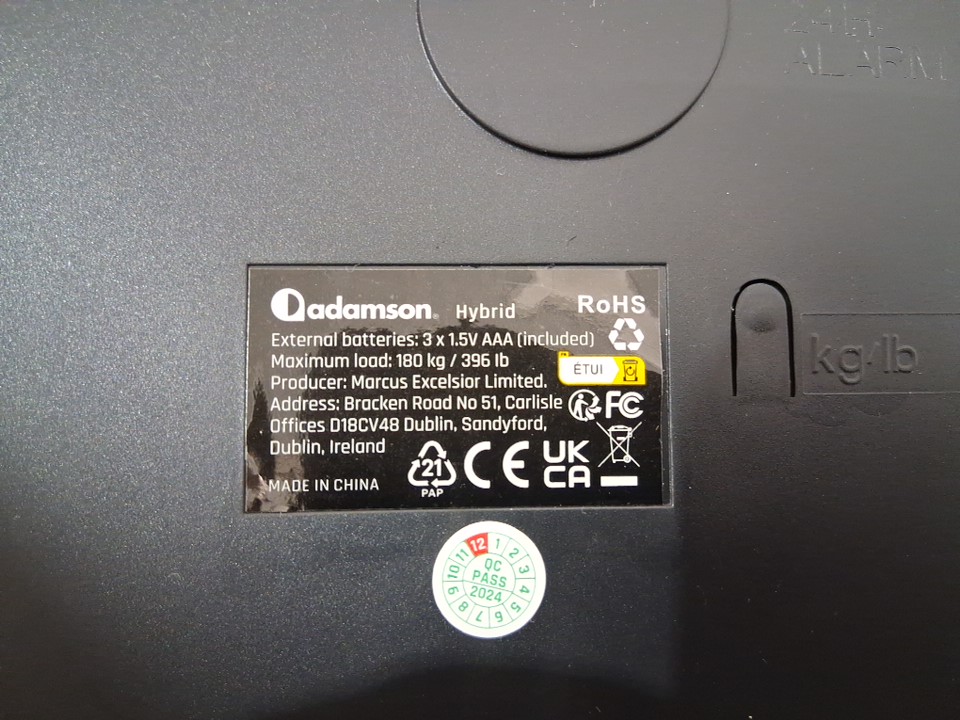 ALARM
adamson Hybrid RoHS
External batteries: 3 x 1.5V AAA (included)
Maximum load: 180 kg / 396 lb
ÉTUI
Producer: Marcus Excelsior Limited.
Address: Bracken Road No 51, Carlisle
FC
Offices D18CV48 Dublin, Sandyford,
Dublin, Ireland
21
PAP
CE
UK
CA
MADE IN CHINA
kg/lb
12 1 2 3 4 5 6 7 8 9 10 11
QC
PASS
2024